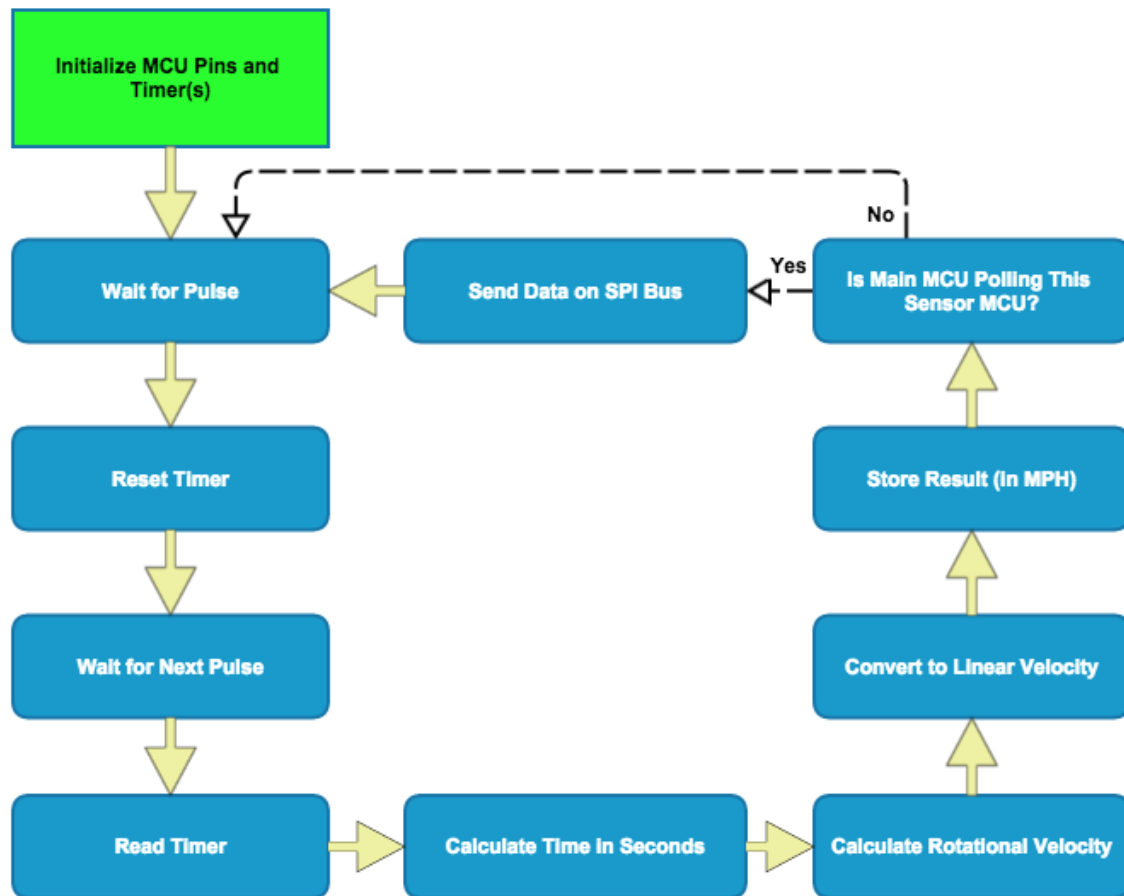 Initialize MCU Pins and
Timer(s)
No
Wait for Pulse
Send Data on SPI Bus
Yes
Is Main MCU Polling This
Sensor MCU?
Reset Timer
Store Result (in MPH)
Wait for Next Pulse
Convert to Linear Velocity
Read Timer
Calculate Time in Seconds
Calculate Rotational Velocity